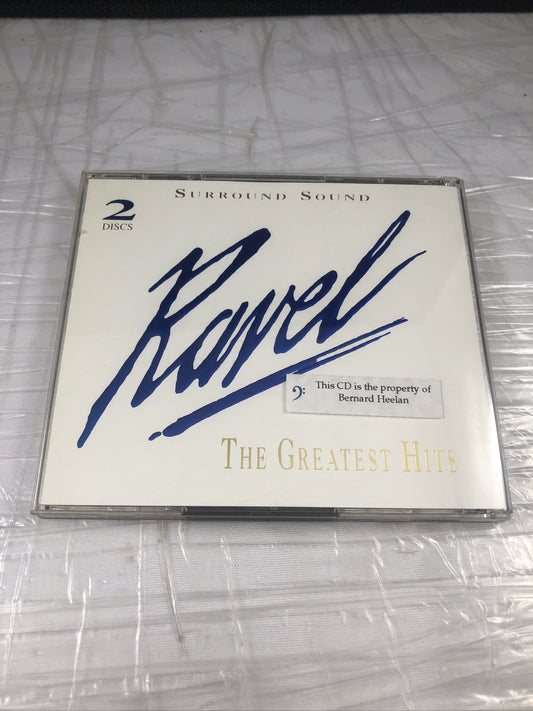 SURROUND SOUND
2
DISCS
Ravel
This CD is the property of
Bernard Heelan
THE GREATEST HITS